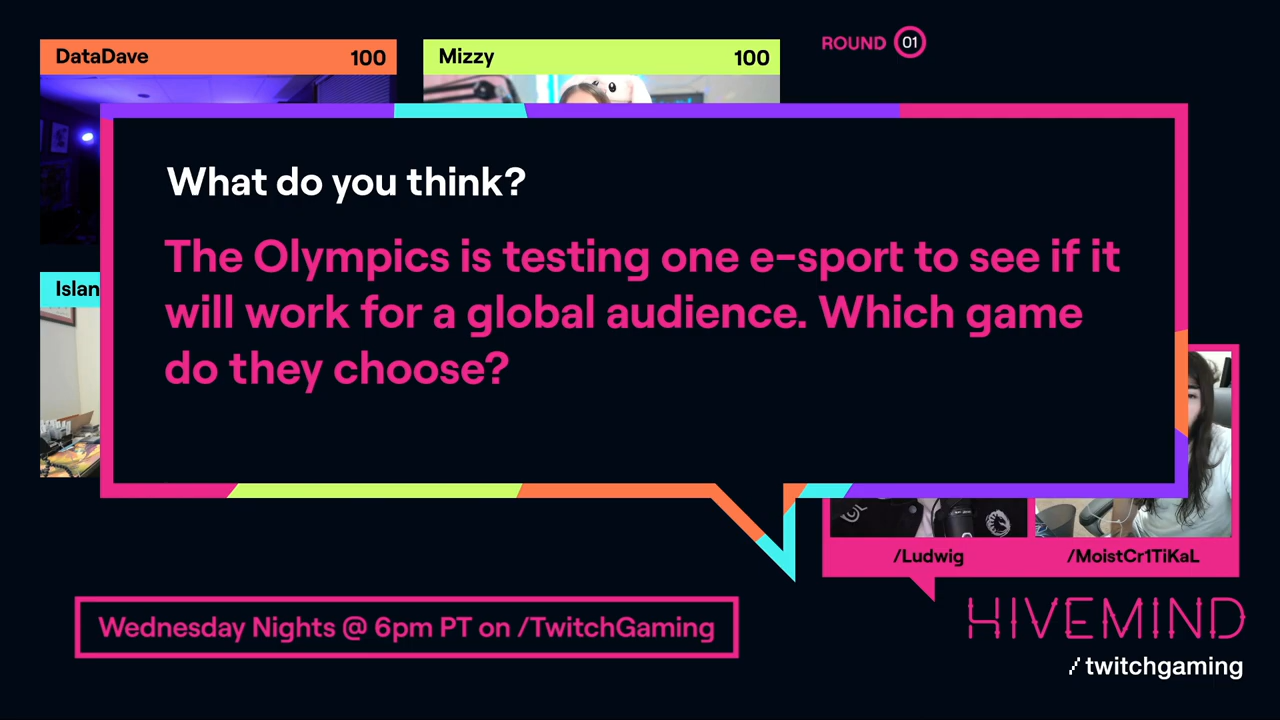 DataDave 100
Mizzy 100
ROUND 01
What do you think?
The Olympics is testing one e-sport to see if it
will work for a global audience. Which game
do they choose?
Islan
/Ludwig
/MoistCr1TiKaL
Wednesday Nights @ 6pm PT on /TwitchGaming
HIVEMIND
/twitchgaming